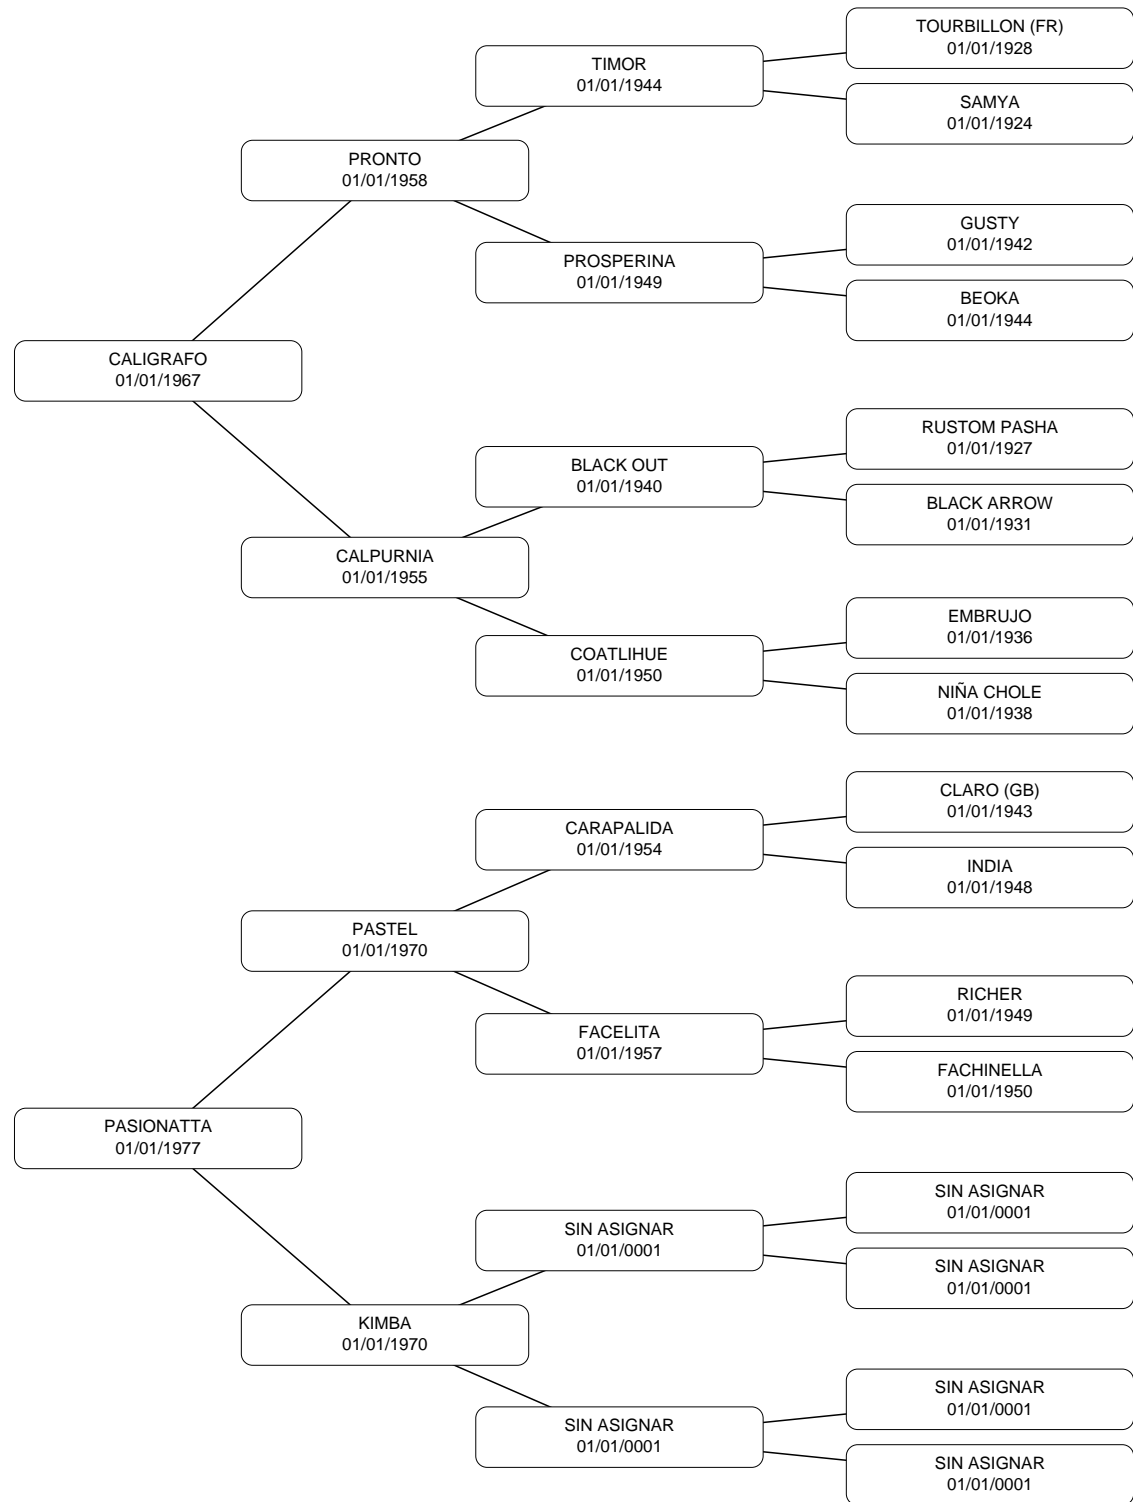 TOURBILLON (FR)
01/01/1928
TIMOR
01/01/1944
SAMYA
01/01/1924
PRONTO
01/01/1958
GUSTY
01/01/1942
PROSPERINA
01/01/1949
BEOKA
01/01/1944
CALIGRAFO
01/01/1967
RUSTOM PASHA
01/01/1927
BLACK OUT
01/01/1940
BLACK ARROW
01/01/1931
CALPURNIA
01/01/1955
EMBRUJO
01/01/1936
COATLIHUE
01/01/1950
NIÑA CHOLE
01/01/1938
CLARO (GB)
01/01/1943
CARAPALIDA
01/01/1954
INDIA
01/01/1948
PASTEL
01/01/1970
RICHER
01/01/1949
FACELITA
01/01/1957
FACHINELLA
01/01/1950
PASIONATTA
01/01/1977
SIN ASIGNAR
01/01/0001
SIN ASIGNAR
01/01/0001
SIN ASIGNAR
01/01/0001
KIMBA
01/01/1970
SIN ASIGNAR
01/01/0001
SIN ASIGNAR
01/01/0001
SIN ASIGNAR
01/01/0001